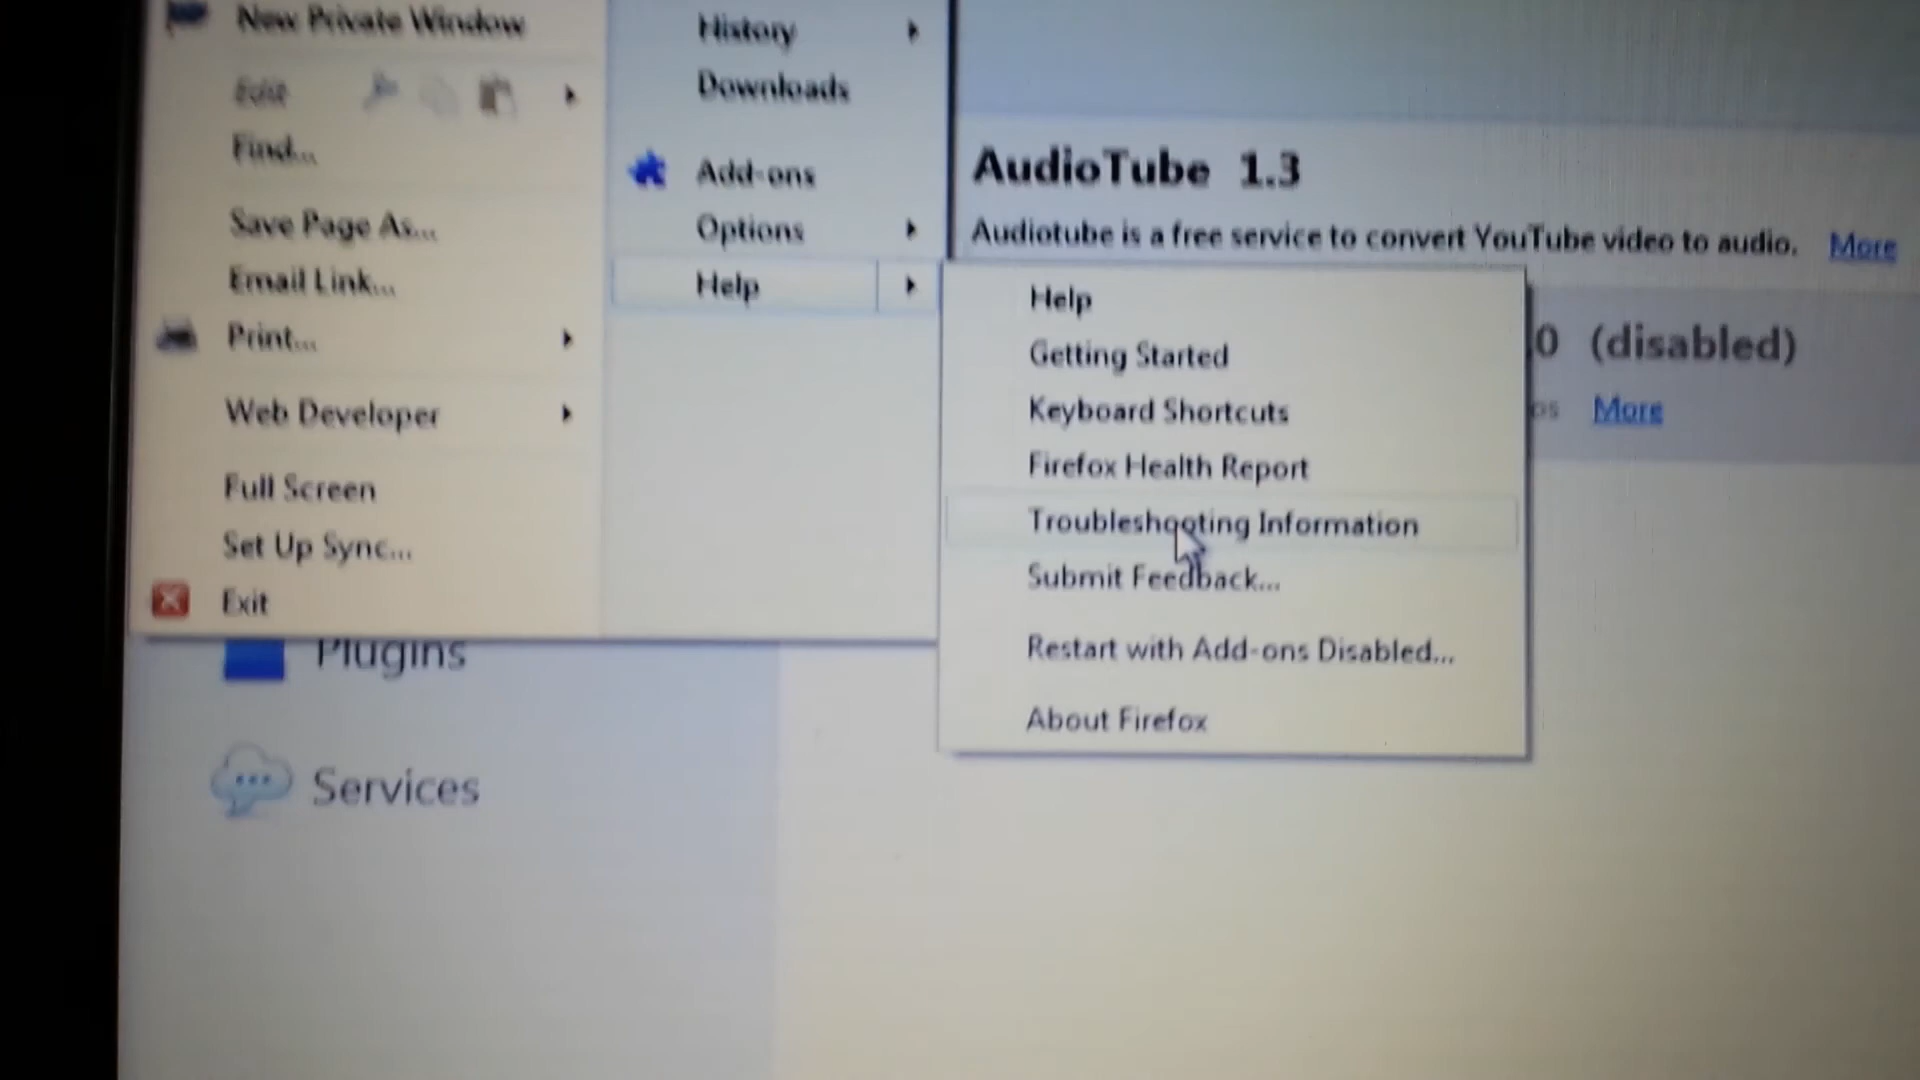 New Private Window
Edit
Find...
Save Page As...
Email Link...
Print...
Web Developer
Full Screen
Set Up Sync...
Exit
History
Downloads
Add-ons
Options
Help
Help
Getting Started
Keyboard Shortcuts
Firefox Health Report
Troubleshooting Information
Submit Feedback...
Restart with Add-ons Disabled...
About Firefox
AudioTube 1.3
Audiotube is a free service to convert YouTube video to audio. More
.0 (disabled)
os More
Plugins
Services